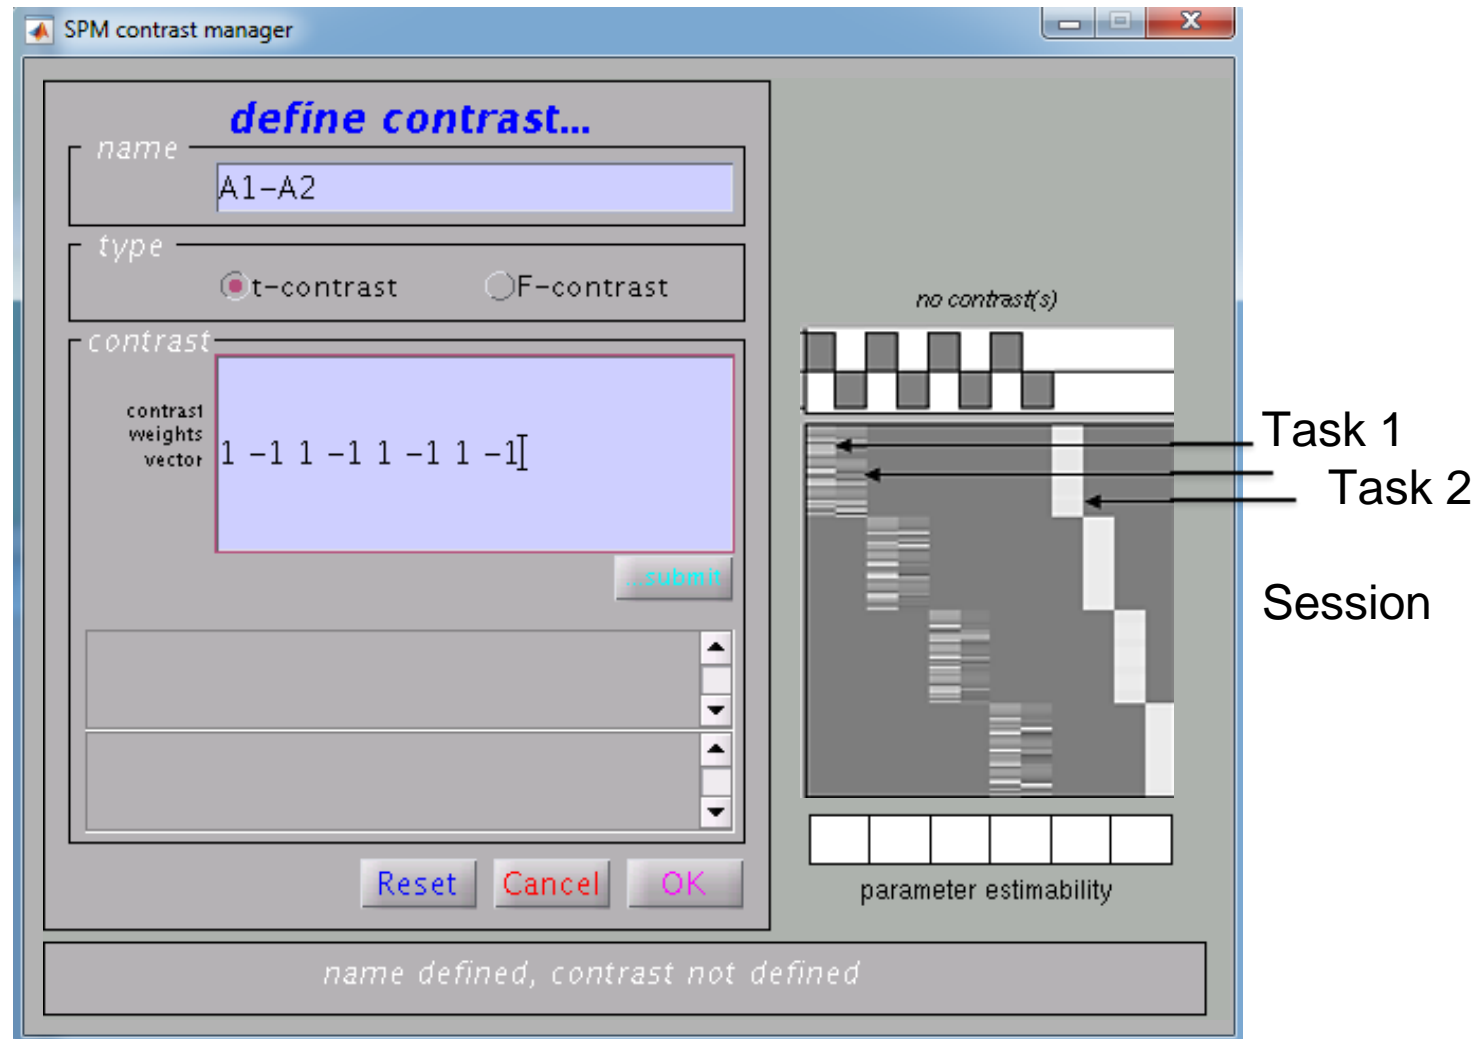 SPM contrast manager
define contrast...
name
A1-A2
type
t-contrast F-contrast
contrast
contrast
weights
vector
1 -1 1 -1 1 -1 1 -1
...submit
Reset Cancel OK
name defined, contrast not defined
no contrast(s)
parameter estimability
Task 1
Task 2
Session